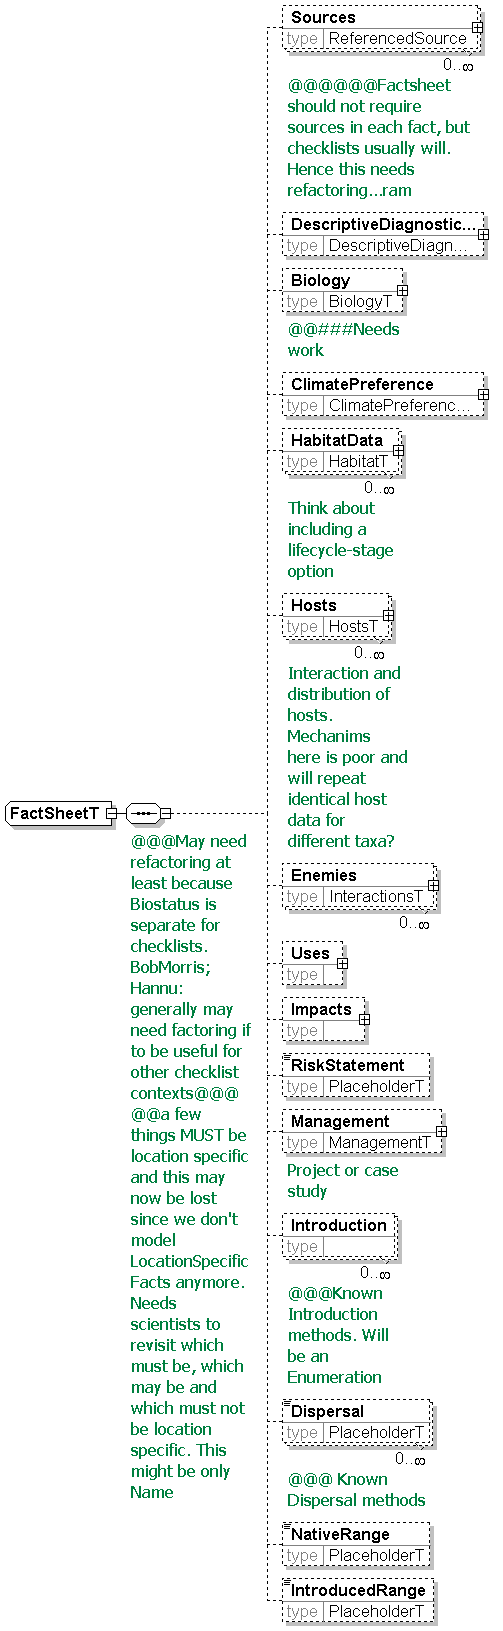 Sources
type ReferencedSource
0..∞
@@@@@@Factsheet
should not require
sources in each fact, but
checklists usually will.
Hence this needs
refactoring...ram
DescriptiveDiagnostic...
type DescriptiveDiagn...
Biology
type BiologyT
@@###Needs
work
ClimatePreference
type ClimatePreferenc...
HabitatData
type HabitatT
0..∞
Think about
including a
lifecycle-stage
option
Hosts
type HostsT
0..∞
Interaction and
distribution of
hosts.
Mechanims
here is poor and
will repeat
identical host
data for
different taxa?
FactSheetT
@@@May need
refactoring at
least because
Biostatus is
separate for
checklists.
BobMorris;
Hannu:
generally may
need factoring if
to be useful for
other checklist
contexts@@@
@@a few
things MUST be
location specific
and this may
now be lost
since we don't
model
LocationSpecific
Facts anymore.
Needs
scientists to
revisit which
must be, which
may be and
which must not
be location
specific. This
might be only
Name
Enemies
type InteractionsT
0..∞
Uses
type
Impacts
type
RiskStatement
type PlaceholderT
Management
type ManagementT
Project or case
study
Introduction
type
0..∞
@@@Known
Introduction
methods. Will
be an
Enumeration
Dispersal
type PlaceholderT
0..∞
@@@ Known
Dispersal methods
NativeRange
type PlaceholderT
IntroducedRange
type PlaceholderT